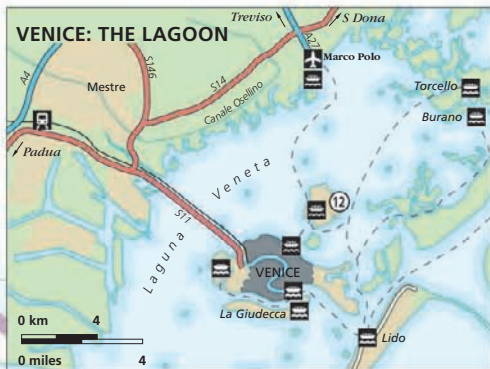 VENICE: THE LAGOON
Treviso
S Dona
A27
Marco Polo
A4
S146
Mestre
S14
Canale Osellino
Torcello
Burano
Padua
Laguna Veneta
S11
12
VENICE
La Giudecca
Lido
0 km 4
0 miles 4